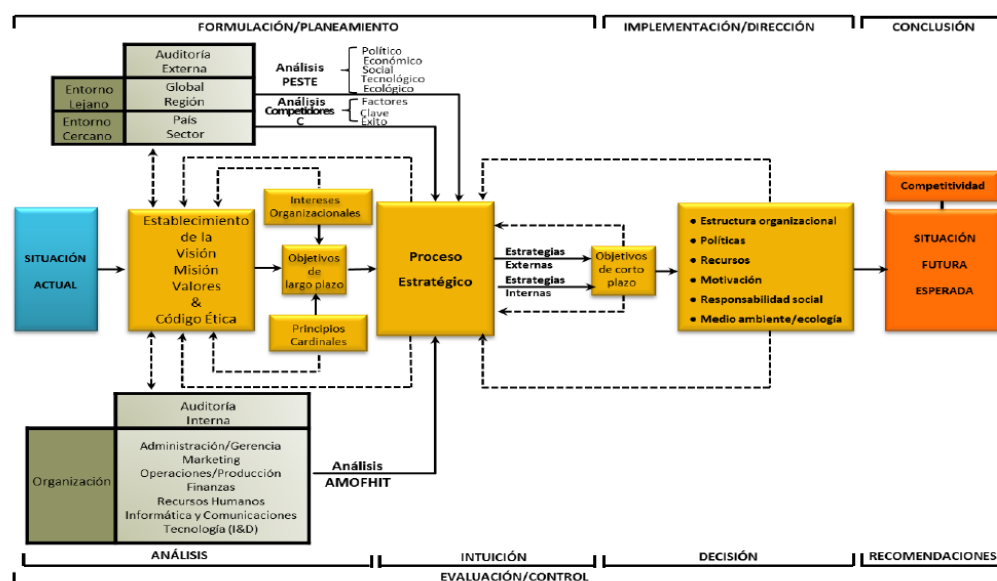 FORMULACIÓN/PLANEAMIENTO
IMPLEMENTACIÓN/DIRECCIÓN
CONCLUSIÓN
Auditoría
Externa
Entorno
Lejano
Global
Región
Entorno
Cercano
País
Sector
Análisis
PESTE
Político
Económico
Social
Tecnológico
Ecológico
Análisis
Competidores
C
Factores
Clave
Éxito
SITUACIÓN
ACTUAL
Establecimiento
de la
Visión
Misión
Valores
&
Código Ética
Intereses
Organizacionales
Objetivos de
largo plazo
Principios
Cardinales
Proceso
Estratégico
Estrategias
Externas
Estrategias
Internas
Objetivos
de corto
plazo
• Estructura organizacional
• Políticas
• Recursos
• Motivación
• Responsabilidad social
• Medio ambiente/ecología
Competitividad
SITUACIÓN
FUTURA
ESPERADA
Auditoría
Interna
Organización
Administración/Gerencia
Marketing
Operaciones/Producción
Finanzas
Recursos Humanos
Informática y Comunicaciones
Tecnología (I&D)
Análisis
AMOFHIT
ANÁLISIS
INTUICIÓN
DECISIÓN
RECOMENDACIONES
EVALUACIÓN/CONTROL